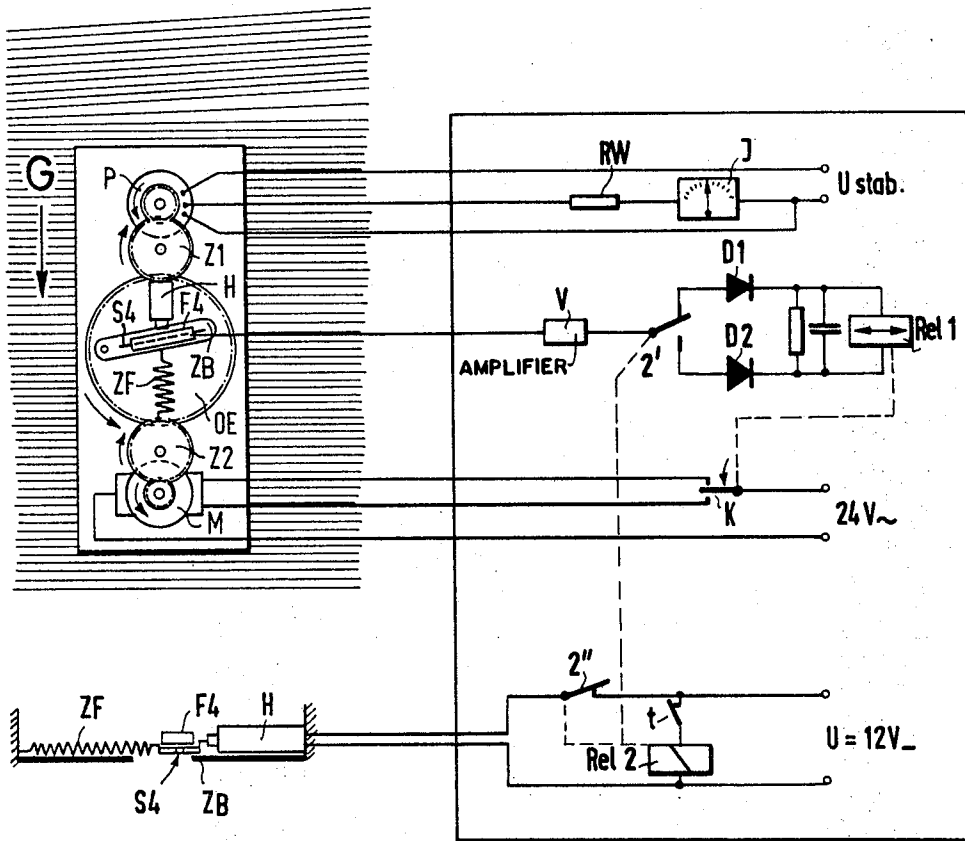 G
P
Z1
H
S4
F4
ZB
ZF
OE
Z2
M
RW
J
U stab.
D1
V
AMPLIFIER
2'
D2
Rel 1
K
24V~
2"
t
Rel 2
U = 12V_
ZF
F4
H
S4
ZB